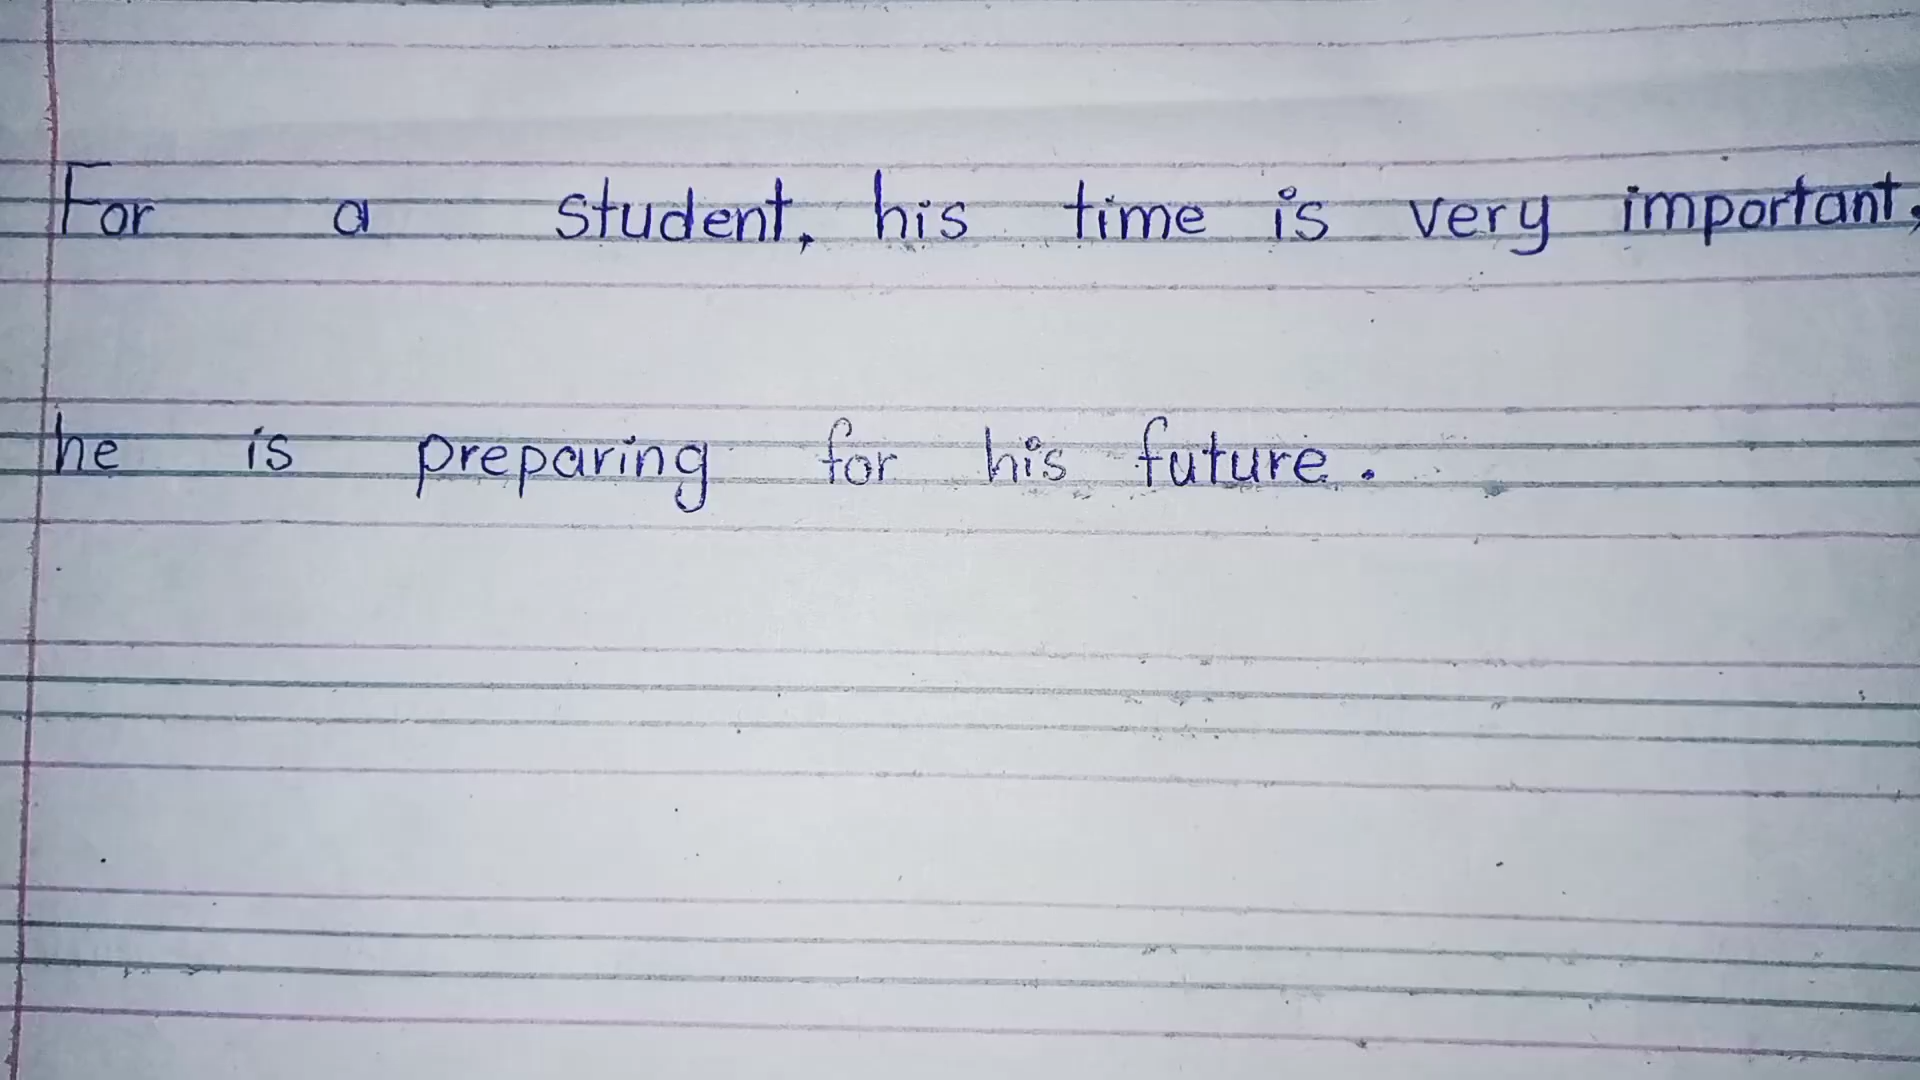 For a student, his time is very important,
he is preparing for his future.